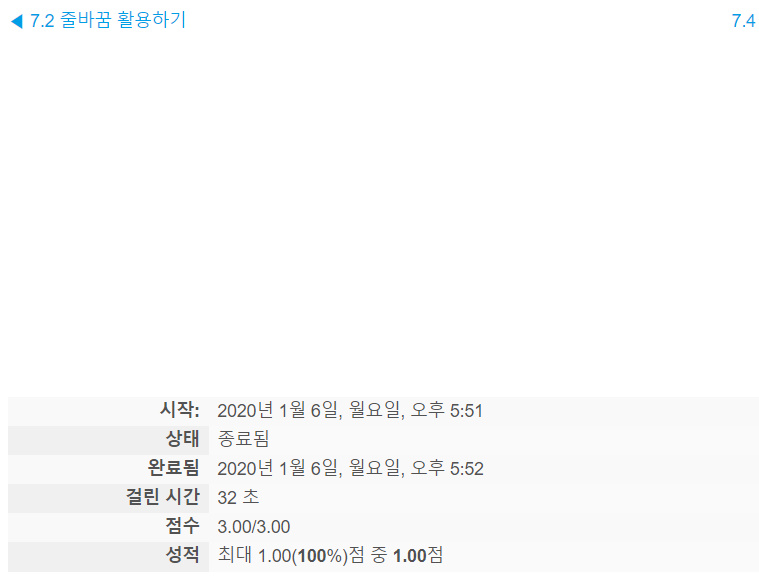 ◀ 7.2 줄바꿈 활용하기 7.4
시작: 2020년 1월 6일, 월요일, 오후 5:51
상태 종료됨
완료됨 2020년 1월 6일, 월요일, 오후 5:52
걸린 시간 32 초
점수 3.00/3.00
성적 최대 1.00(100%)점 중 1.00점